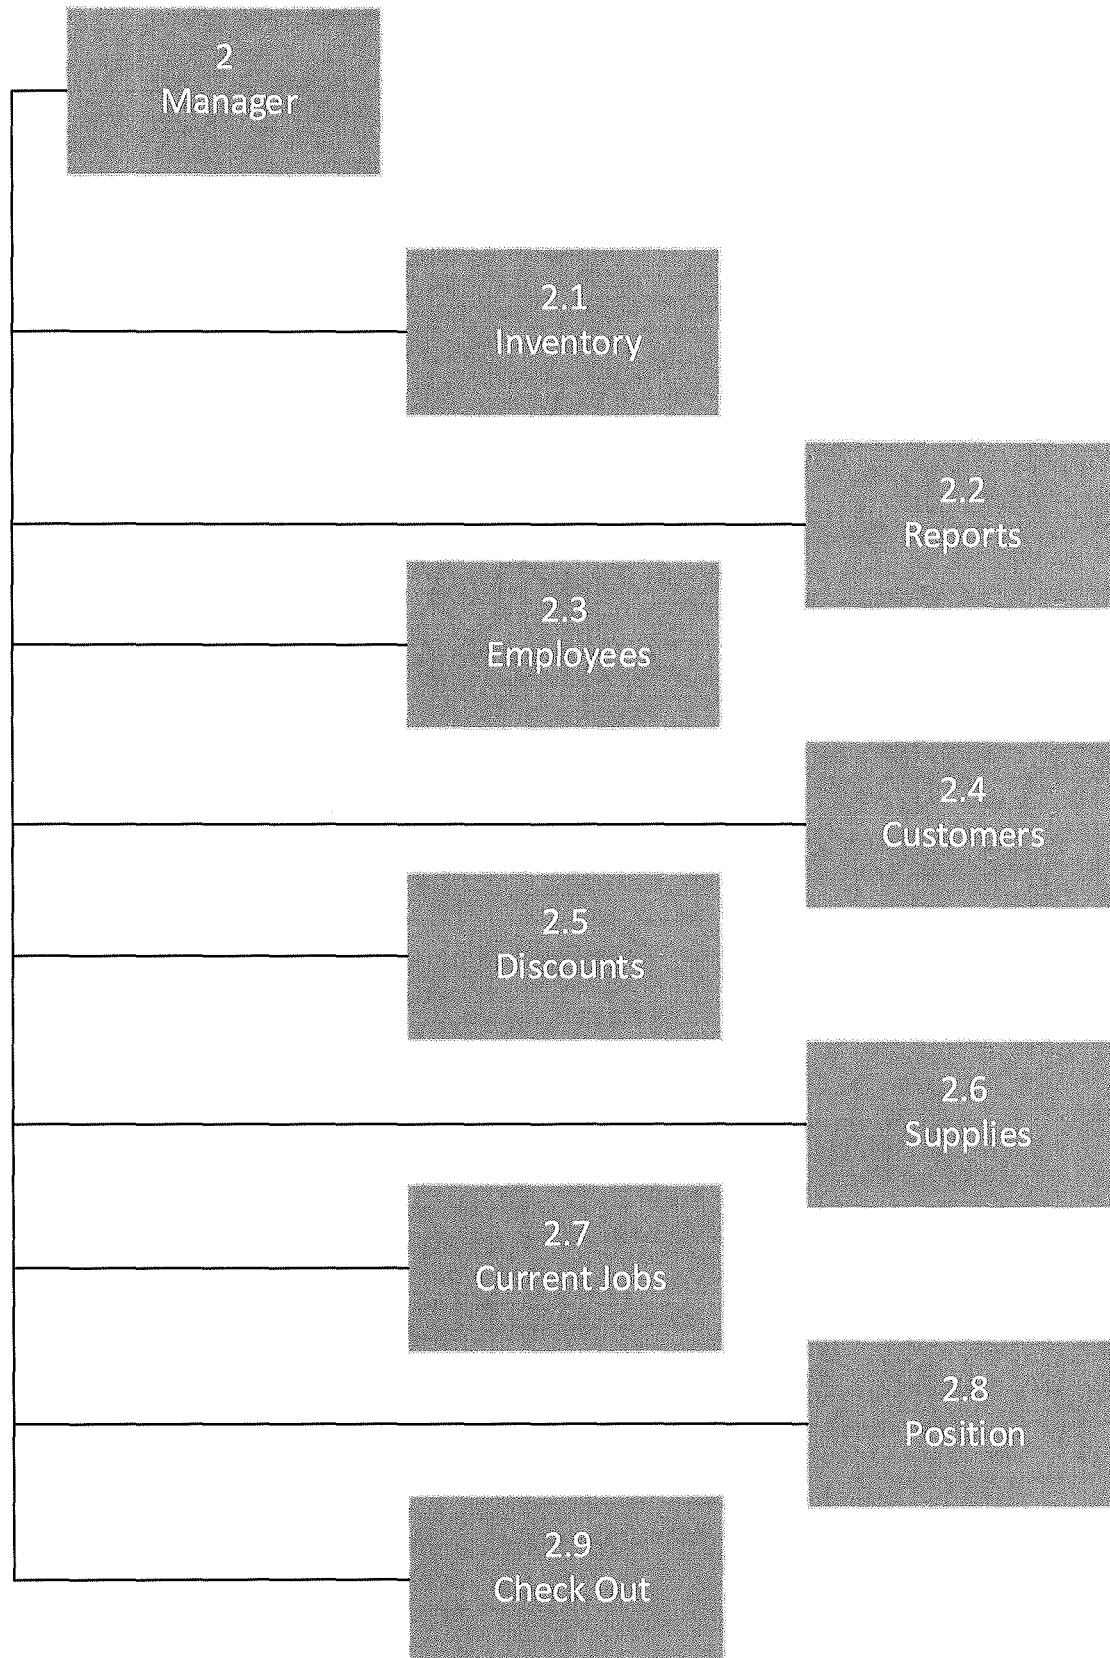 2
Manager
2.1
Inventory
2.2
Reports
2.3
Employees
2.4
Customers
2.5
Discounts
2.6
Supplies
2.7
Current Jobs
2.8
Position
2.9
Check Out